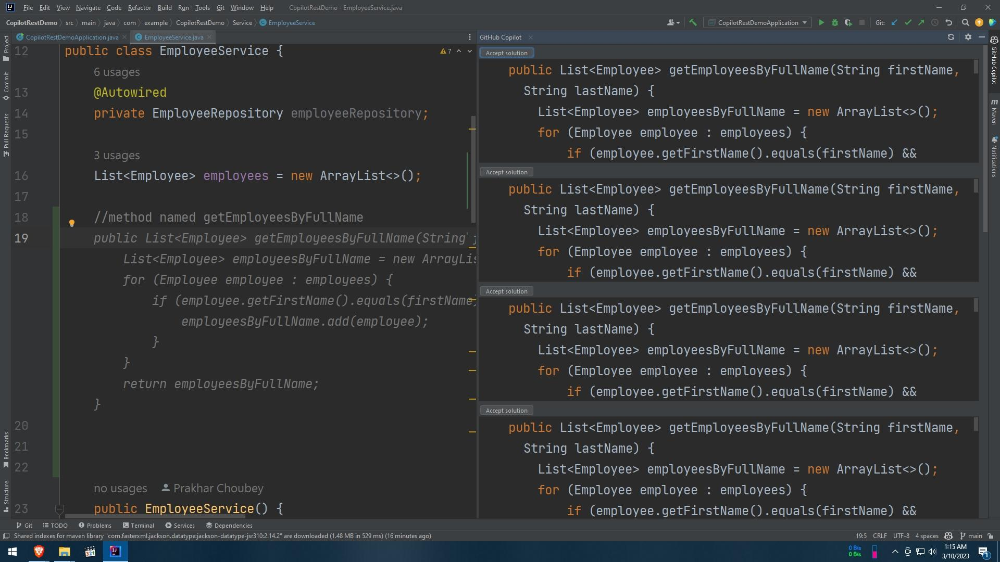 File Edit View Navigate Code Refactor Build Run Tools Git Window Help CopilotRestDemo - EmployeeService.java
CopilotRestDemo src main java com example CopilotRestDemo Service EmployeeService
CopilotRestDemoApplication
Git:
CopilotRestDemoApplication.java
EmployeeService.java
GitHub Copilot
Project
Commit
Pull Requests
Bookmarks
Structure
12 public class EmployeeService {
7
6 usages
13 @Autowired
14 private EmployeeRepository employeeRepository;
15
3 usages
16 List<Employee> employees = new ArrayList<>();
17
18 //method named getEmployeesByFullName
19 public List<Employee> getEmployeesByFullName(String
List<Employee> employeesByFullName = new ArrayLis
for (Employee employee : employees) {
if (employee.getFirstName().equals(firstName)
employeesByFullName.add(employee);
}
}
return employeesByFullName;
}
20
21
22
no usages Prakhar Choubey
23 public EmployeeService() {
Accept solution
public List<Employee> getEmployeesByFullName(String firstName,
String lastName) {
List<Employee> employeesByFullName = new ArrayList<>();
for (Employee employee : employees) {
if (employee.getFirstName().equals(firstName) &&
Accept solution
public List<Employee> getEmployeesByFullName(String firstName,
String lastName) {
List<Employee> employeesByFullName = new ArrayList<>();
for (Employee employee : employees) {
if (employee.getFirstName().equals(firstName) &&
Accept solution
public List<Employee> getEmployeesByFullName(String firstName,
String lastName) {
List<Employee> employeesByFullName = new ArrayList<>();
for (Employee employee : employees) {
if (employee.getFirstName().equals(firstName) &&
Accept solution
public List<Employee> getEmployeesByFullName(String firstName,
String lastName) {
List<Employee> employeesByFullName = new ArrayList<>();
for (Employee employee : employees) {
if (employee.getFirstName().equals(firstName) &&
GitHub Copilot
Maven
Notifications
Git TODO Problems Terminal Services Dependencies
Shared indexes for maven library "com.fasterxml.jackson.datatype:jackson-datatype-jsr310:2.14.2" are downloaded (1.48 MB in 529 ms) (16 minutes ago)
19:5 CRLF UTF-8 4 spaces main
0 B/s
0 B/s
1:15 AM
3/10/2023
1